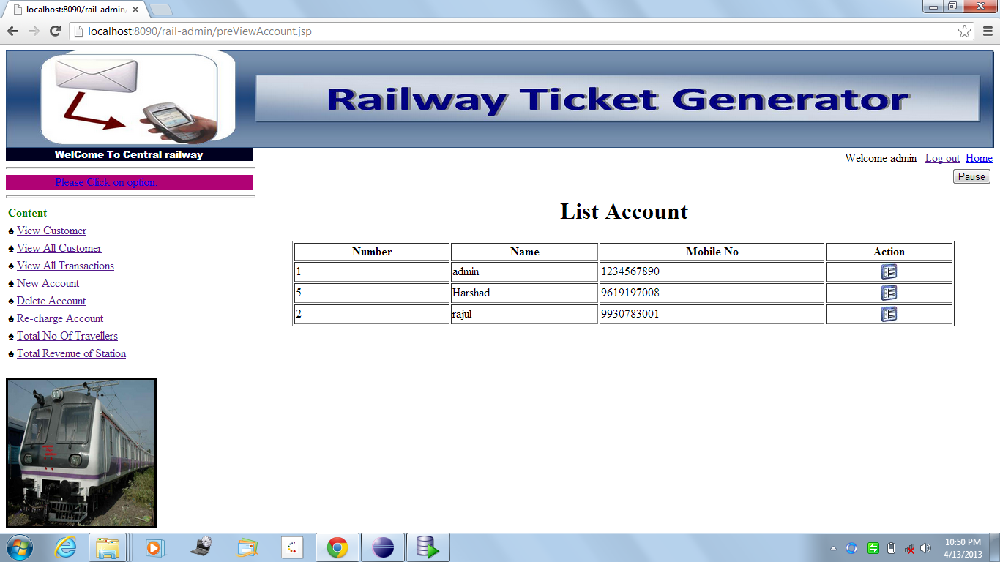 localhost:8090/rail-admin/
localhost:8090/rail-admin/preViewAccount.jsp
Railway Ticket Generator
WelCome To Central railway
Welcome admin Log out Home
Please Click on option.
Pause
List Account
Content
♠ View Customer
♠ View All Customer
♠ View All Transactions
♠ New Account
♠ Delete Account
♠ Re-charge Account
♠ Total No Of Travellers
♠ Total Revenue of Station
Number Name Mobile No Action
1 admin 1234567890
5 Harshad 9619197008
2 rajul 9930783001
10:50 PM
4/13/2013